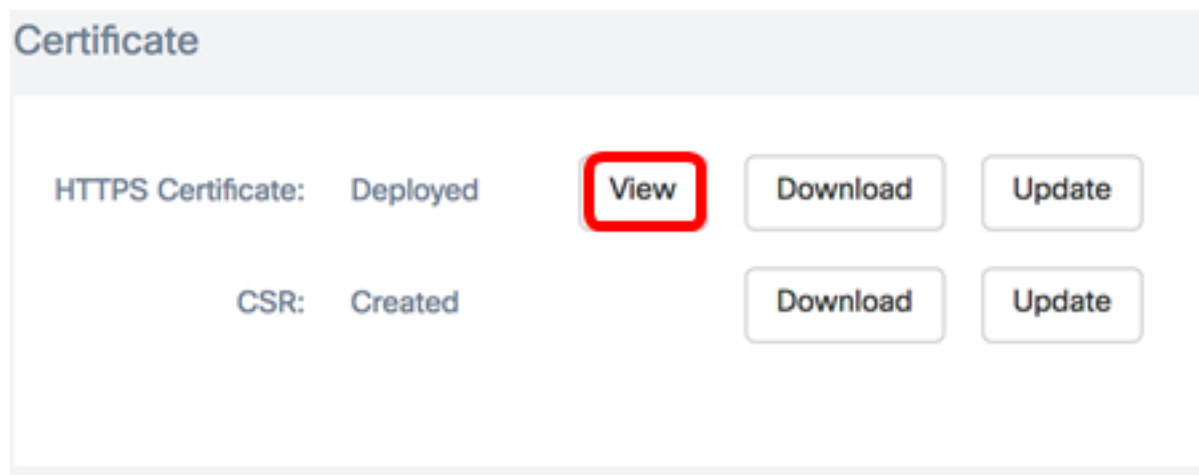 Certificate
HTTPS Certificate: Deployed View Download Update
CSR: Created Download Update